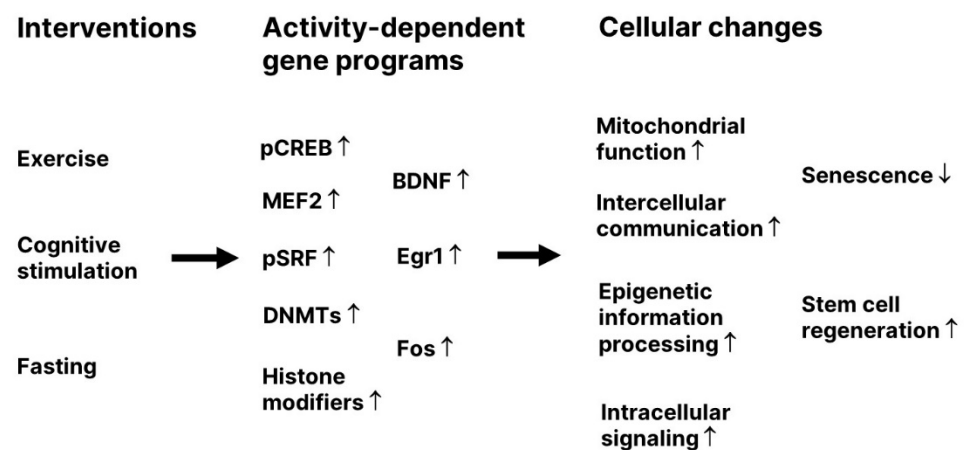 Interventions
Activity-dependent
gene programs
Cellular changes
Exercise
Cognitive
stimulation
Fasting
pCREB ↑
MEF2 ↑
pSRF ↑
DNMTs ↑
Histone
modifiers ↑
BDNF ↑
Egr1 ↑
Fos ↑
Mitochondrial
function ↑
Intercellular
communication ↑
Epigenetic
information
processing ↑
Intracellular
signaling ↑
Senescence ↓
Stem cell
regeneration ↑